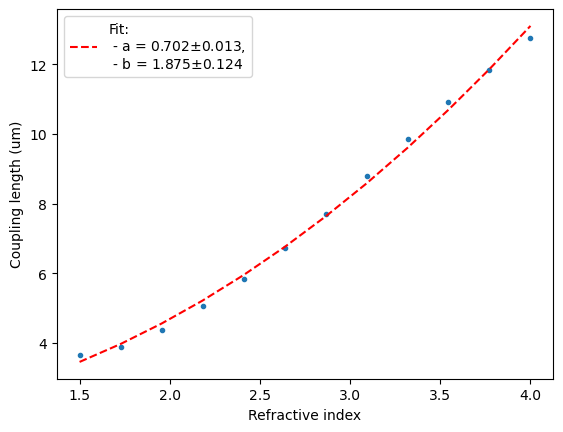 Fit:
- a = 0.702±0.013,
- b = 1.875±0.124
12
10
8
6
4
Coupling length (um)
1.5 2.0 2.5 3.0 3.5 4.0
Refractive index